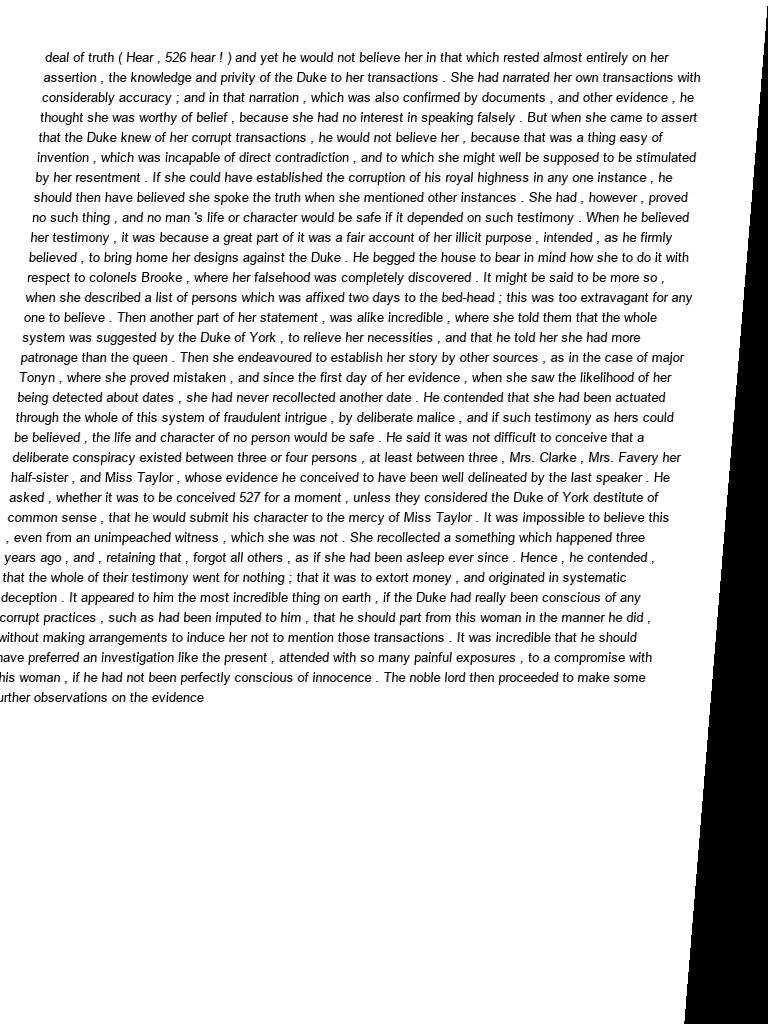 deal of truth ( Hear , 526 hear ! ) and yet he would not believe her in that which rested almost entirely on her
assertion , the knowledge and privity of the Duke to her transactions . She had narrated her own transactions with
considerably accuracy ; and in that narration , which was also confirmed by documents , and other evidence , he
thought she was worthy of belief , because she had no interest in speaking falsely . But when she came to assert
that the Duke knew of her corrupt transactions , he would not believe her , because that was a thing easy of
invention , which was incapable of direct contradiction , and to which she might well be supposed to be stimulated
by her resentment . If she could have established the corruption of his royal highness in any one instance , he
should then have believed she spoke the truth when she mentioned other instances . She had , however , proved
no such thing , and no man 's life or character would be safe if it depended on such testimony . When he believed
her testimony , it was because a great part of it was a fair account of her illicit purpose , intended , as he firmly
believed , to bring home her designs against the Duke . He begged the house to bear in mind how she to do it with
respect to colonels Brooke , where her falsehood was completely discovered . It might be said to be more so ,
when she described a list of persons which was affixed two days to the bed-head ; this was too extravagant for any
one to believe . Then another part of her statement , was alike incredible , where she told them that the whole
system was suggested by the Duke of York , to relieve her necessities , and that he told her she had more
patronage than the queen . Then she endeavoured to establish her story by other sources , as in the case of major
Tonyn , where she proved mistaken , and since the first day of her evidence , when she saw the likelihood of her
being detected about dates , she had never recollected another date . He contended that she had been actuated
through the whole of this system of fraudulent intrigue , by deliberate malice , and if such testimony as hers could
be believed , the life and character of no person would be safe . He said it was not difficult to conceive that a
deliberate conspiracy existed between three or four persons , at least between three , Mrs. Clarke , Mrs. Favery her
half-sister , and Miss Taylor , whose evidence he conceived to have been well delineated by the last speaker . He
asked , whether it was to be conceived 527 for a moment , unless they considered the Duke of York destitute of
common sense , that he would submit his character to the mercy of Miss Taylor . It was impossible to believe this
, even from an unimpeached witness , which she was not . She recollected a something which happened three
years ago , and , retaining that , forgot all others , as if she had been asleep ever since . Hence , he contended ,
that the whole of their testimony went for nothing ; that it was to extort money , and originated in systematic
deception . It appeared to him the most incredible thing on earth , if the Duke had really been conscious of any
corrupt practices , such as had been imputed to him , that he should part from this woman in the manner he did ,
without making arrangements to induce her not to mention those transactions . It was incredible that he should
have preferred an investigation like the present , attended with so many painful exposures , to a compromise with
his woman , if he had not been perfectly conscious of innocence . The noble lord then proceeded to make some
urther observations on the evidence